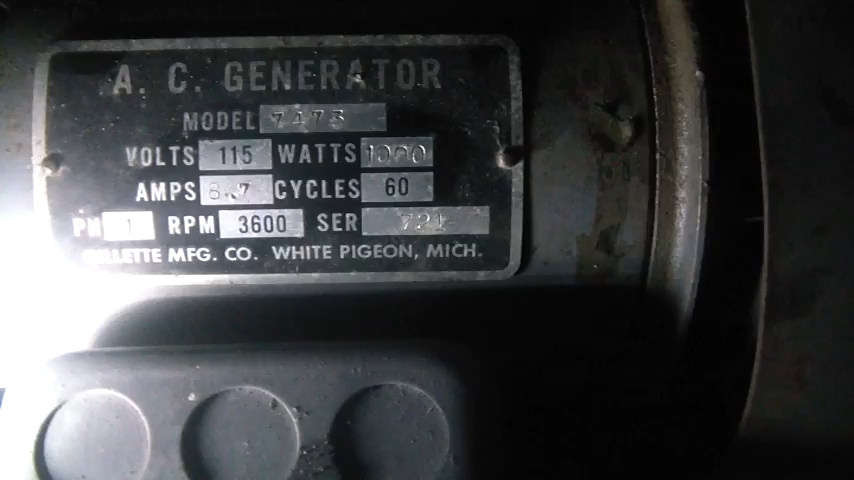 A. C. GENERATOR
MODEL 7473
VOLTS 115 WATTS 1000
AMPS 8.7 CYCLES 60
PH 1 RPM 3600 SER 721
MFG. CO. WHITE PIGEON, MICH.